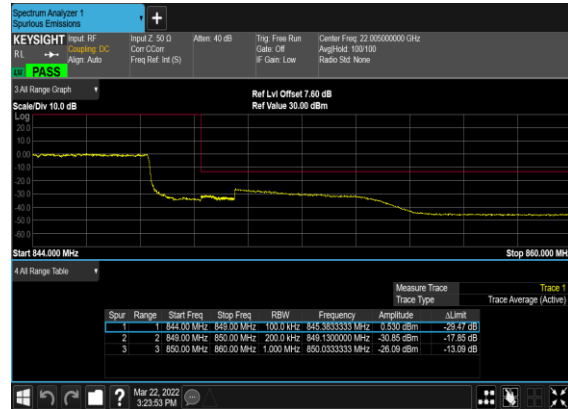 Spectrum Analyzer 1
Spurious Emissions
KEYSIGHT Input: RF Input Z: 50 Ω Atten: 40 dB Trig: Free Run Center Freq: 22.005000000 GHz
RL Coupling: DC Corr CCorr Gate: Off Avg|Hold: 100/100
Align: Auto Freq Ref: Int (S) IF Gain: Low Radio Std: None
LW PASS
3 All Range Graph
Ref Lvl Offset 7.60 dB
Scale/Div 10.0 dB Ref Value 30.00 dBm
Log
20.0
10.0
0.00
-10.0
-20.0
-30.0
-40.0
-50.0
-60.0
Start 844.000 MHz Stop 860.000 MH
4 All Range Table
Measure Trace Trace 1
Trace Type Trace Average (Active)
Spur Range Start Freq Stop Freq RBW Frequency Amplitude ΔLimit
1 1 844.00 MHz 849.00 MHz 100.0 kHz 845.3833333 MHz 0.530 dBm -29.47 dB
2 2 849.00 MHz 850.00 MHz 200.0 kHz 849.1300000 MHz -30.85 dBm -17.85 dB
3 3 850.00 MHz 860.00 MHz 1.000 MHz 850.0333333 MHz -26.09 dBm -13.09 dB
? Mar 22, 2022
3:23:53 PM